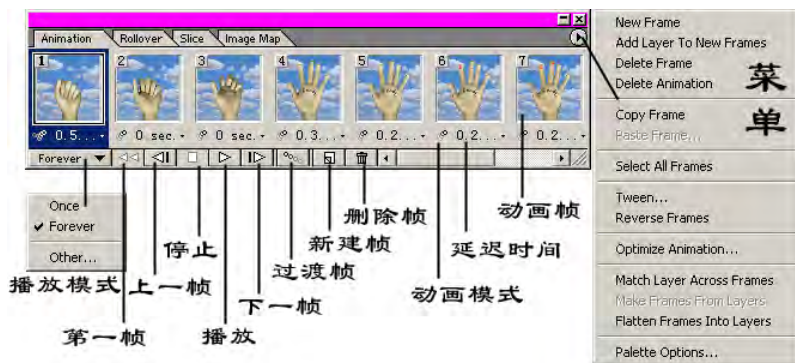 Animation Rollover Slice Image Map
1 2 3 4 5 6 7
0.5... 0 sec. 0 sec. 0.3... 0.2... 0.2... 0.2...
Forever
Once
Forever
Other...
播放模式
第一帧
上一帧
停止
播放
下一帧
过渡帧
新建帧
删除帧
动画模式
延迟时间
动画帧
菜单
New Frame
Add Layer To New Frames
Delete Frame
Delete Animation
Copy Frame
Paste Frame...
Select All Frames
Tween...
Reverse Frames
Optimize Animation...
Match Layer Across Frames
Make Frames From Layers
Flatten Frames Into Layers
Palette Options...